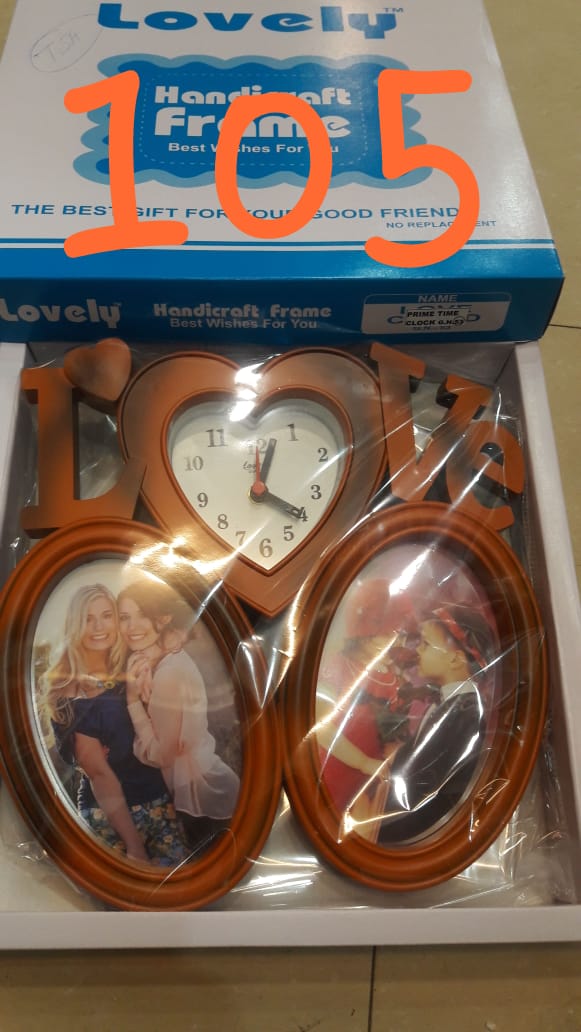 Lovely™
Handicraft
Frame
Best Wishes For You
THE BEST GIFT FOR YOUR GOOD FRIEND
NO REPLACEMENT
105
Lovely™ Handicraft Frame
Best Wishes For You
NAME
PRIME TIME
CLOCK
L Ve
11 12 1
10 2
9 3
8 4
7 6 5